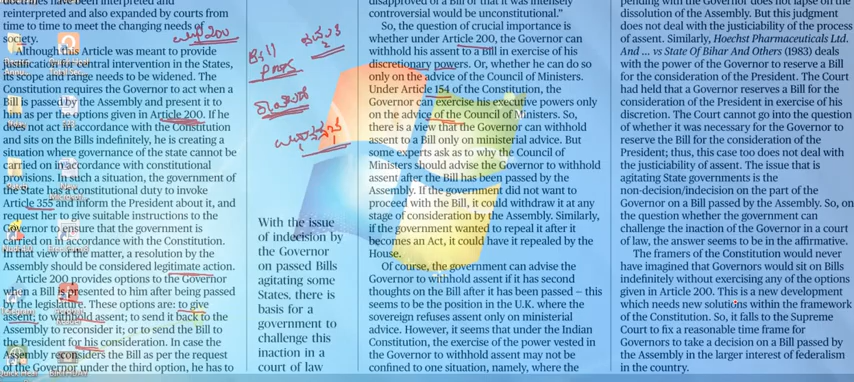 doctrines have been interpreted and
reinterpreted and also expanded by courts from
time to time to meet the changing needs of
society.
Although this Article was meant to provide
justification for central intervention in the States,
its scope and range needs to be widened. The
Constitution requires the Governor to act when a
Bill is passed by the Assembly and present it to
him as per the options given in Article 200. If he
does not act in accordance with the Constitution
and sits on the Bills indefinitely, he is creating a
situation where governance of the state cannot be
carried on in accordance with constitutional
provisions. In such a situation, the government of
the State has a constitutional duty to invoke
Article 355 and inform the President about it, and
request her to give suitable instructions to the
Governor to ensure that the government is
carried on in accordance with the Constitution.
In that view of the matter, a resolution by the
Assembly should be considered legitimate action.
Article 200 provides options to the Governor
when a Bill is presented to him after being passed
by the legislature. These options are: to give
assent; to withhold assent; to send it back to the
Assembly to reconsider it; or to send the Bill to
the President for his consideration. In case the
Assembly reconsiders the Bill as per the request
of the Governor under the third option, he has to
With the issue
of indecision by
the Governor
on passed Bills
agitating some
States, there is
basis for a
government to
challenge this
inaction in a
court of law
disapproved of a Bill or that it was intensely
controversial would be unconstitutional.”
So, the question of crucial importance is
whether under Article 200, the Governor can
withhold his assent to a Bill in exercise of his
discretionary powers. Or, whether he can do so
only on the advice of the Council of Ministers.
Under Article 154 of the Constitution, the
Governor can exercise his executive powers only
on the advice of the Council of Ministers. So,
there is a view that the Governor can withhold
assent to a Bill only on ministerial advice. But
some experts ask as to why the Council of
Ministers should advise the Governor to withhold
assent after the Bill has been passed by the
Assembly. If the government did not want to
proceed with the Bill, it could withdraw it at any
stage of consideration by the Assembly. Similarly,
if the government wanted to repeal it after it
becomes an Act, it could have it repealed by the
House.
Of course, the government can advise the
Governor to withhold assent if it has second
thoughts on the Bill after it has been passed – this
seems to be the position in the U.K. where the
sovereign refuses assent only on ministerial
advice. However, it seems that under the Indian
Constitution, the exercise of the power vested in
the Governor to withhold assent may not be
confined to one situation, namely, where the
pending with the Governor does not lapse on the
dissolution of the Assembly. But this judgment
does not deal with the justiciability of the process
of assent. Similarly, Hoechst Pharmaceuticals Ltd.
And ... vs State Of Bihar And Others (1983) deals
with the power of the Governor to reserve a Bill
for the consideration of the President. The Court
had held that a Governor reserves a Bill for the
consideration of the President in exercise of his
discretion. The Court cannot go into the question
of whether it was necessary for the Governor to
reserve the Bill for the consideration of the
President; thus, this case to does not deal with
the justiciability of assent. The issue that is
agitating State governments is the
non-decision/indecision on the part of the
Governor on a Bill passed by the Assembly. So, on
the question whether the government can
challenge the inaction of the Governor in a court
of law, the answer seems to be in the affirmative.
The framers of the Constitution would never
have imagined that Governors would sit on Bills
indefinitely without exercising any of the options
given in Article 200. This is a new development
which needs new solutions within the framework
of the Constitution. So, it falls to the Supreme
Court to fix a reasonable time frame for
Governors to take a decision on a Bill passed by
the Assembly in the larger interest of federalism
in the country.